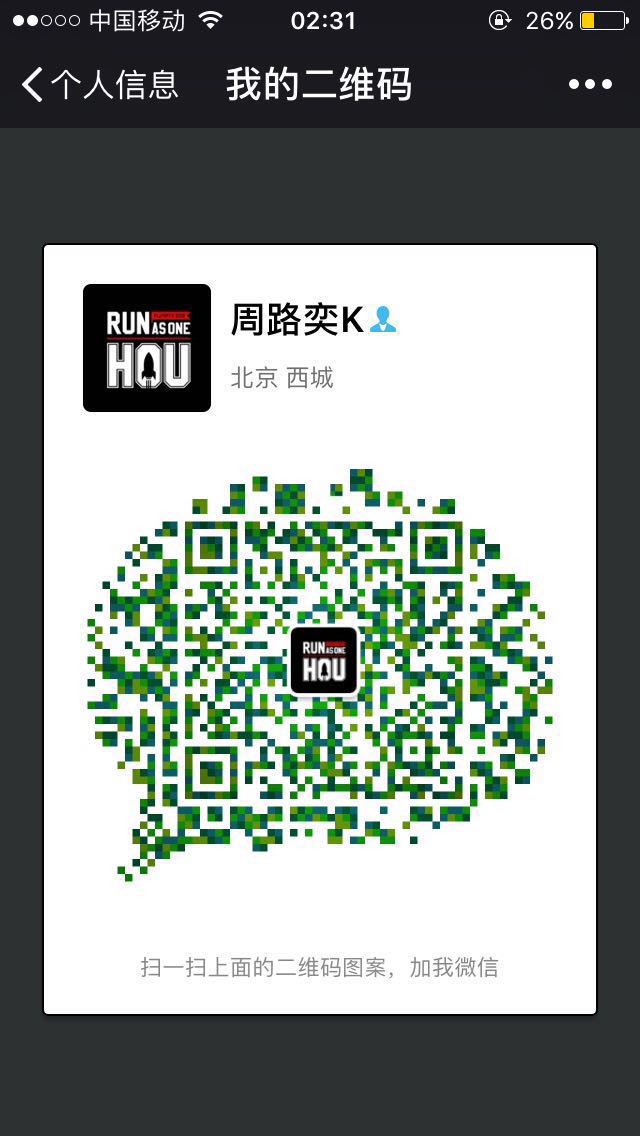 中国移动 02:31 26%
个人信息 我的二维码
RUN
AS ONE
HOU
周路奕K
北京 西城
RUN
AS ONE
HOU
扫一扫上面的二维码图案，加我微信